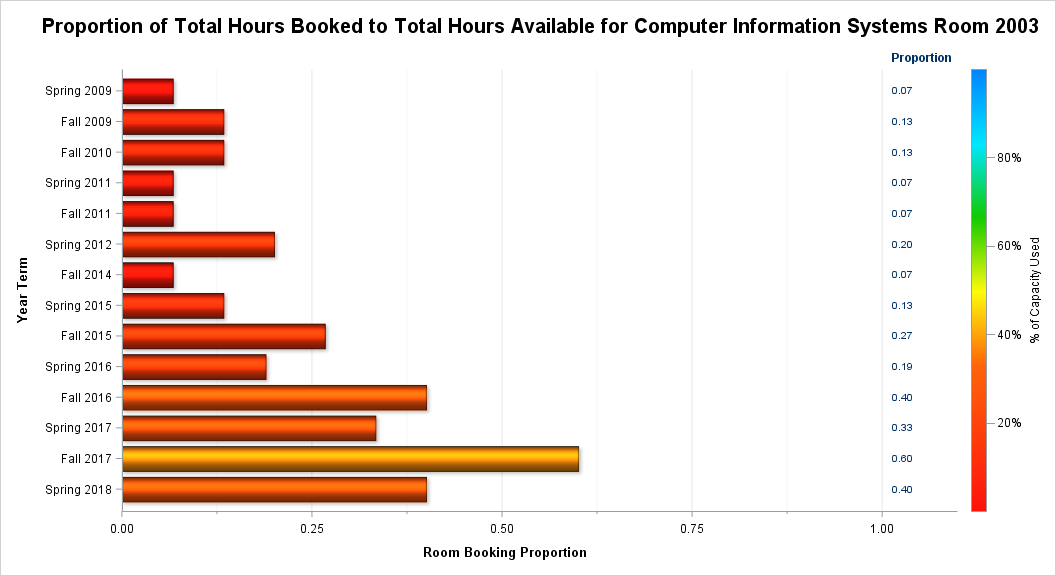 Proportion of Total Hours Booked to Total Hours Available for Computer Information Systems Room 2003
Proportion
Spring 2009 0.07
Fall 2009 0.13
Fall 2010 0.13
Spring 2011 0.07
Fall 2011 0.07
Spring 2012 0.20
Fall 2014 0.07
Spring 2015 0.13
Fall 2015 0.27
Spring 2016 0.19
Fall 2016 0.40
Spring 2017 0.33
Fall 2017 0.60
Spring 2018 0.40
Year Term
0.00 0.25 0.50 0.75 1.00
Room Booking Proportion
80%
60%
40%
20%
% of Capacity Used